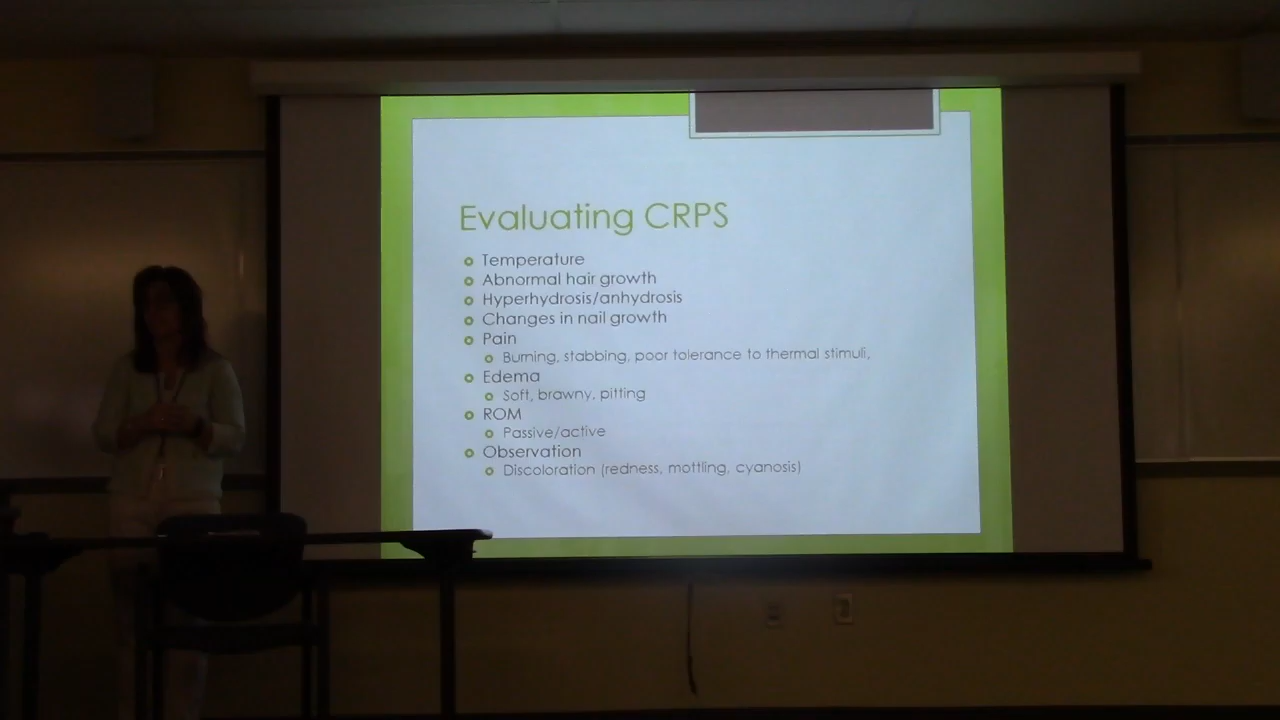 Evaluating CRPS
Temperature
Abnormal hair growth
Hyperhydrosis/anhydrosis
Changes in nail growth
Pain
Burning, stabbing, poor tolerance to thermal stimuli,
Edema
Soft, brawny, pitting
ROM
Passive/active
Observation
Discoloration (redness, mottling, cyanosis)